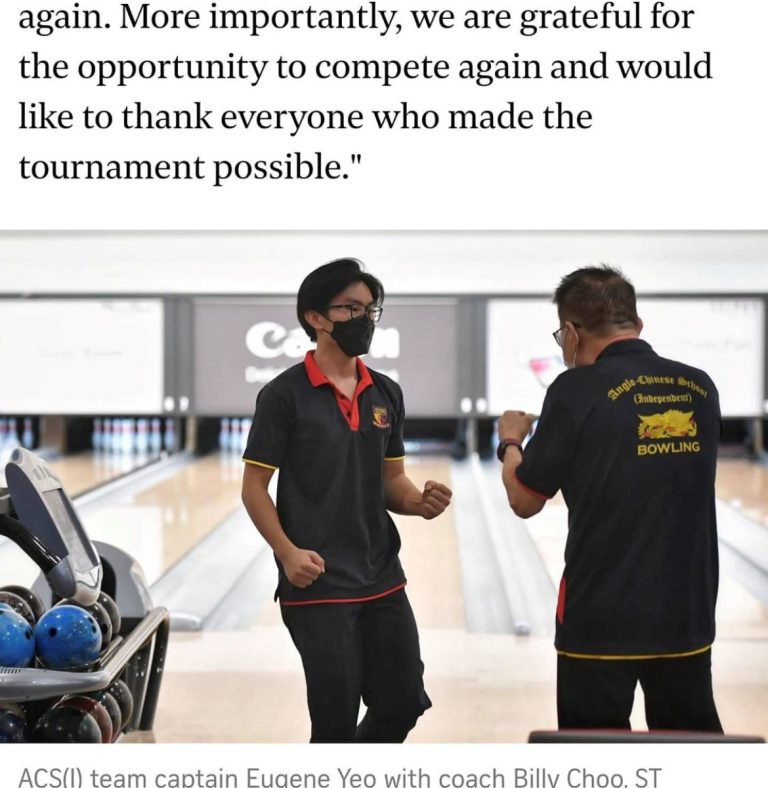 again. More importantly, we are grateful for
the opportunity to compete again and would
like to thank everyone who made the
tournament possible."
Anglo-Chinese School
(Independent)
BOWLING
ACS(I) team captain Eugene Yeo with coach Billy Choo. ST